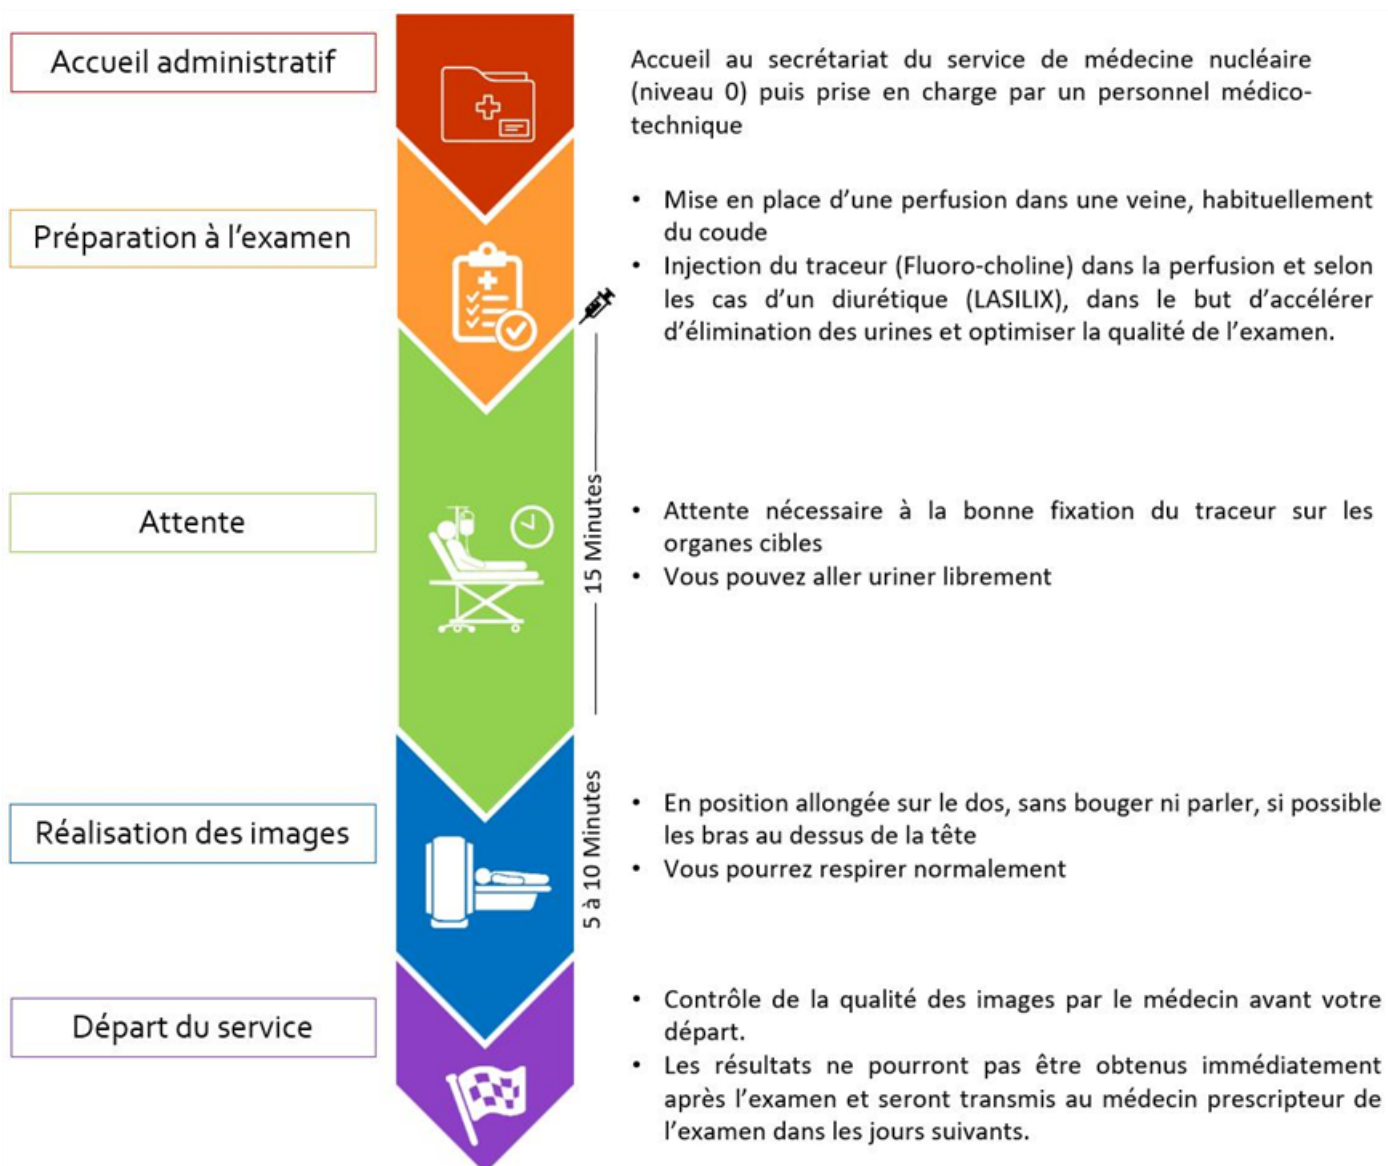 Accueil administratif
Accueil au secrétariat du service de médecine nucléaire
(niveau 0) puis prise en charge par un personnel médico-
technique
Préparation à l'examen
• Mise en place d'une perfusion dans une veine, habituellement
du coude
• Injection du traceur (Fluoro-choline) dans la perfusion et selon
les cas d'un diurétique (LASILIX), dans le but d'accélérer
d'élimination des urines et optimiser la qualité de l'examen.
Attente
15 Minutes
• Attente nécessaire à la bonne fixation du traceur sur les
organes cibles
• Vous pouvez aller uriner librement
Réalisation des images
5 à 10 Minutes
• En position allongée sur le dos, sans bouger ni parler, si possible
les bras au dessus de la tête
• Vous pourrez respirer normalement
Départ du service
• Contrôle de la qualité des images par le médecin avant votre
départ.
• Les résultats ne pourront pas être obtenus immédiatement
après l'examen et seront transmis au médecin prescripteur de
l'examen dans les jours suivants.